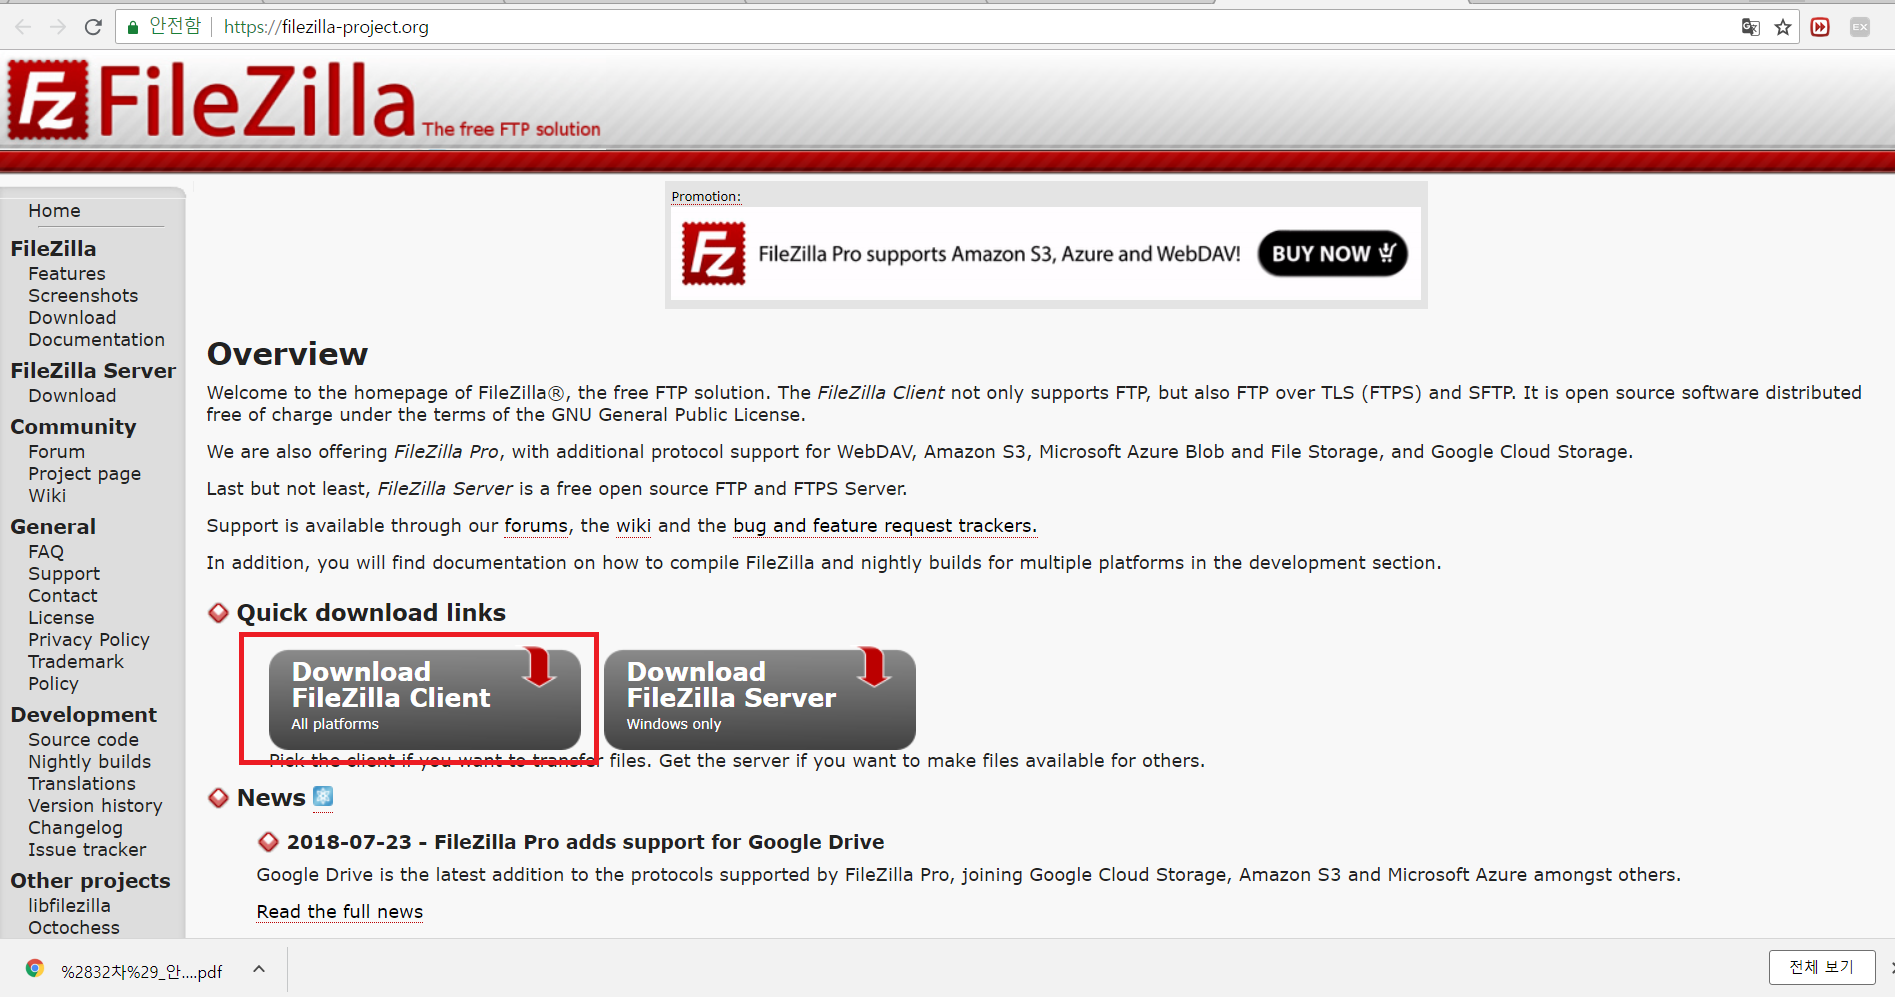 안전함 https://filezilla-project.org
EX
Fz FileZilla The free FTP solution
Home
FileZilla
Features
Screenshots
Download
Documentation
FileZilla Server
Download
Community
Forum
Project page
Wiki
General
FAQ
Support
Contact
License
Privacy Policy
Trademark
Policy
Development
Source code
Nightly builds
Translations
Version history
Changelog
Issue tracker
Other projects
libfilezilla
Octochess
Promotion:
Fz FileZilla Pro supports Amazon S3, Azure and WebDAV! BUY NOW
Overview
Welcome to the homepage of FileZilla®, the free FTP solution. The FileZilla Client not only supports FTP, but also FTP over TLS (FTPS) and SFTP. It is open source software distributed
free of charge under the terms of the GNU General Public License.
We are also offering FileZilla Pro, with additional protocol support for WebDAV, Amazon S3, Microsoft Azure Blob and File Storage, and Google Cloud Storage.
Last but not least, FileZilla Server is a free open source FTP and FTPS Server.
Support is available through our forums, the wiki and the bug and feature request trackers.
In addition, you will find documentation on how to compile FileZilla and nightly builds for multiple platforms in the development section.
Quick download links
Download
FileZilla Client
All platforms
Download
FileZilla Server
Windows only
Pick the client if you want to transfer files. Get the server if you want to make files available for others.
News
2018-07-23 - FileZilla Pro adds support for Google Drive
Google Drive is the latest addition to the protocols supported by FileZilla Pro, joining Google Cloud Storage, Amazon S3 and Microsoft Azure amongst others.
Read the full news
%2832차%29_안....pdf
전체 보기